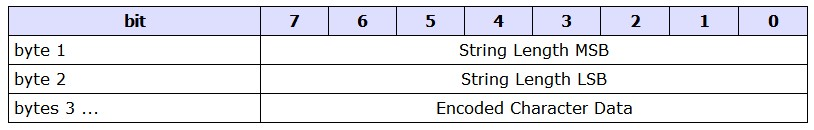 bit 7 6 5 4 3 2 1 0
byte 1 String Length MSB
byte 2 String Length LSB
bytes 3 ... Encoded Character Data